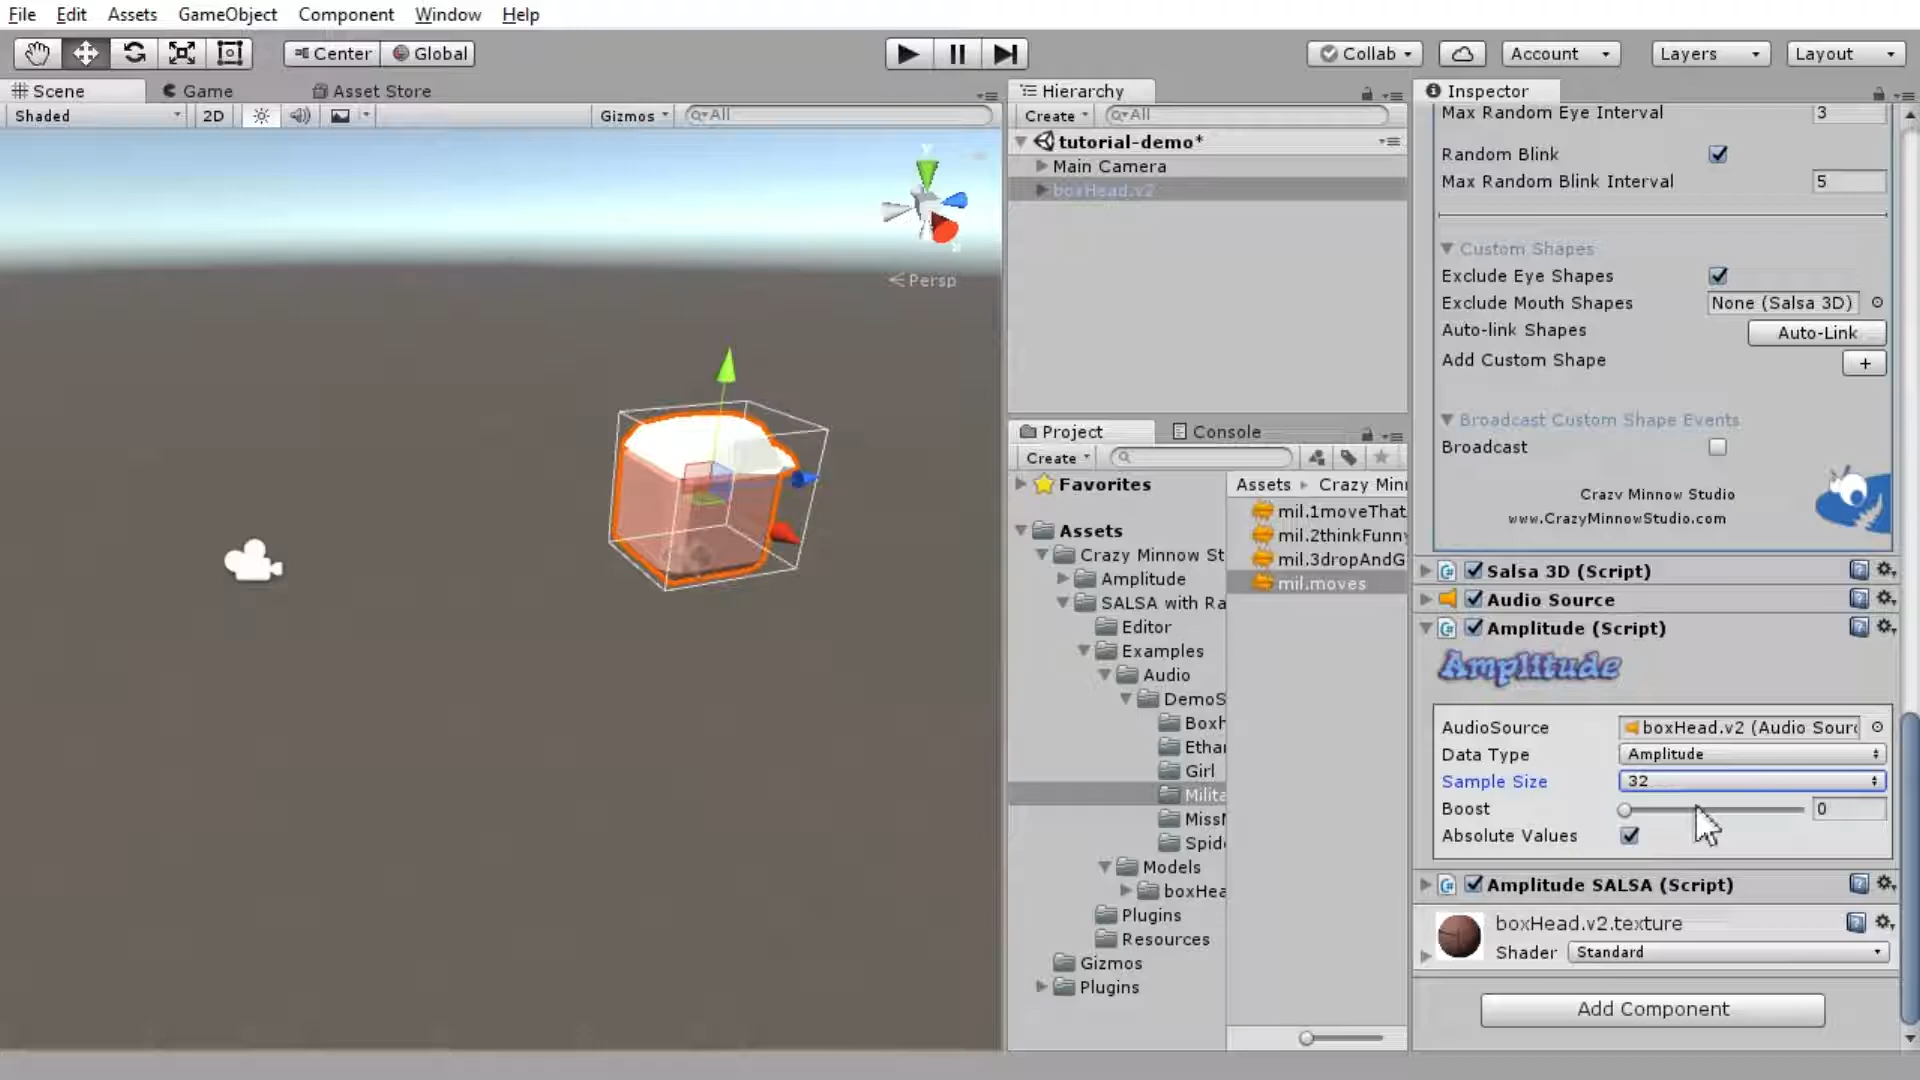 File Edit Assets GameObject Component Window Help
Center Global Collab Account Layers Layout
Scene Game Asset Store
Shaded 2D Gizmos All
y
x
Persp
Hierarchy
Create All
tutorial-demo*
Main Camera
boxHead.v2
Project Console
Create
Favorites
Assets
Crazy Minnow St
Amplitude
SALSA with Ra
Editor
Examples
Audio
DemoS
Boxh
Ethan
Girl
Milita
MissM
Spide
Models
boxHea
Plugins
Resources
Gizmos
Plugins
Assets Crazy Minn
mil.1moveThat
mil.2thinkFunny
mil.3dropAndG
mil.moves
Inspector
Max Random Eye Interval 3
Random Blink
Max Random Blink Interval 5
Custom Shapes
Exclude Eye Shapes
Exclude Mouth Shapes None (Salsa 3D)
Auto-link Shapes Auto-Link
Add Custom Shape +
Broadcast Custom Shape Events
Broadcast
Crazy Minnow Studio
www.CrazyMinnowStudio.com
Salsa 3D (Script)
Audio Source
Amplitude (Script)
Amplitude
AudioSource boxHead.v2 (Audio Sourc
Data Type Amplitude
Sample Size 32
Boost 0
Absolute Values
Amplitude SALSA (Script)
boxHead.v2.texture
Shader Standard
Add Component